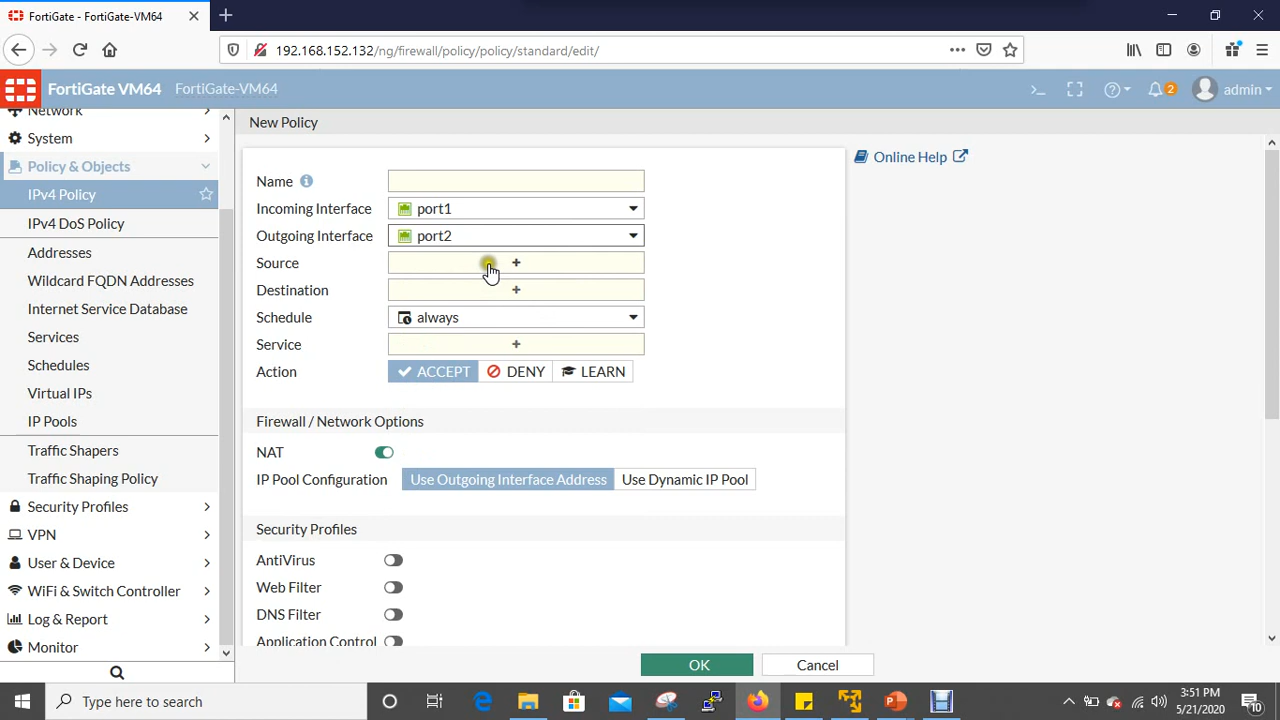 FortiGate - FortiGate-VM64
192.168.152.132/ng/firewall/policy/policy/standard/edit/
FortiGate VM64 FortiGate-VM64
2 admin
Network
System
Policy & Objects
IPv4 Policy
IPv4 DoS Policy
Addresses
Wildcard FQDN Addresses
Internet Service Database
Services
Schedules
Virtual IPs
IP Pools
Traffic Shapers
Traffic Shaping Policy
Security Profiles
VPN
User & Device
WiFi & Switch Controller
Log & Report
Monitor
New Policy
Online Help
Name
Incoming Interface port1
Outgoing Interface port2
Source +
Destination +
Schedule always
Service +
Action ACCEPT DENY LEARN
Firewall / Network Options
NAT
IP Pool Configuration Use Outgoing Interface Address Use Dynamic IP Pool
Security Profiles
AntiVirus
Web Filter
DNS Filter
Application Control
OK Cancel
Type here to search
3:51 PM
5/21/2020
10